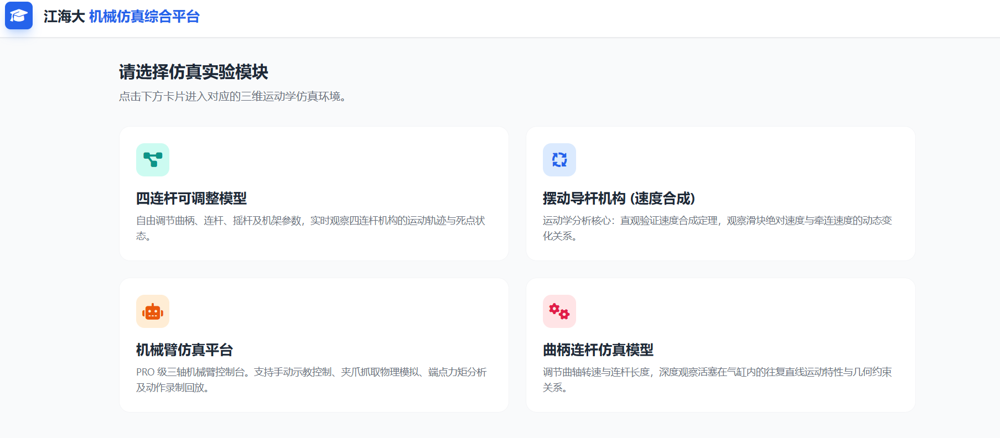 江海大 机械仿真综合平台
请选择仿真实验模块
点击下方卡片进入对应的三维运动学仿真环境。
四连杆可调整模型
自由调节曲柄、连杆、摇杆及机架参数，实时观察四连杆机构的运动轨迹与死点状
态。
摆动导杆机构 (速度合成)
运动学分析核心：直观验证速度合成定理，观察滑块绝对速度与牵连速度的动态变
化关系。
机械臂仿真平台
PRO 级三轴机械臂控制台。支持手动示教控制、夹爪抓取物理模拟、端点力矩分析
及动作录制回放。
曲柄连杆仿真模型
调节曲轴转速与连杆长度，深度观察活塞在气缸内的往复直线运动特性与几何约束
关系。